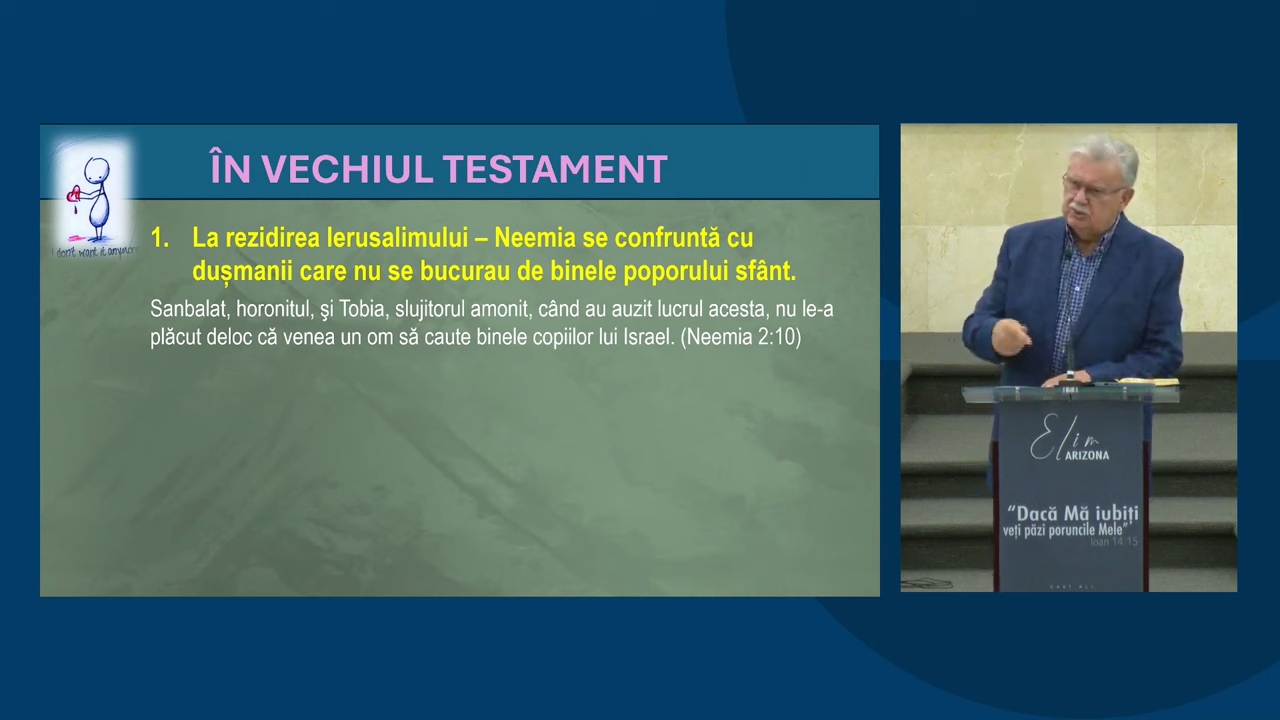 ÎN VECHIUL TESTAMENT
I don't want it anymore
1. La rezidirea Ierusalimului – Neemia se confruntă cu
dușmanii care nu se bucurau de binele poporului sfânt.
Sanbalat, horonitul, şi Tobia, slujitorul amonit, când au auzit lucrul acesta, nu le-a
plăcut deloc că venea un om să caute binele copiilor lui Israel. (Neemia 2:10)
Elim
ARIZONA
“Dacă Mă iubiți
veți păzi poruncile Mele”
Ioan 14:15